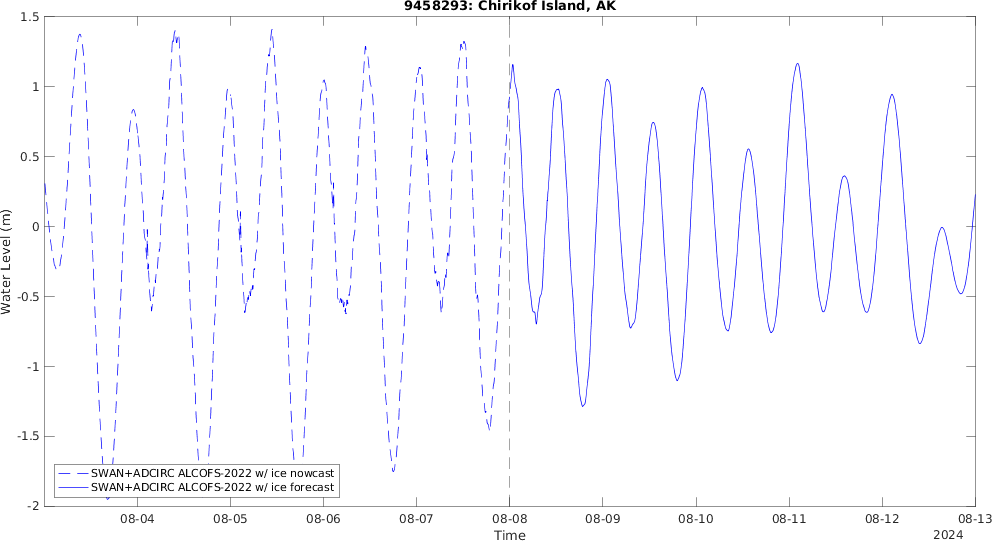 9458293: Chirikof Island, AK
Water Level (m)
1.5
1
0.5
0
-0.5
-1
-1.5
-2
SWAN+ADCIRC ALCOFS-2022 w/ ice nowcast
SWAN+ADCIRC ALCOFS-2022 w/ ice forecast
08-04 08-05 08-06 08-07 08-08 08-09 08-10 08-11 08-12 08-13
Time
2024